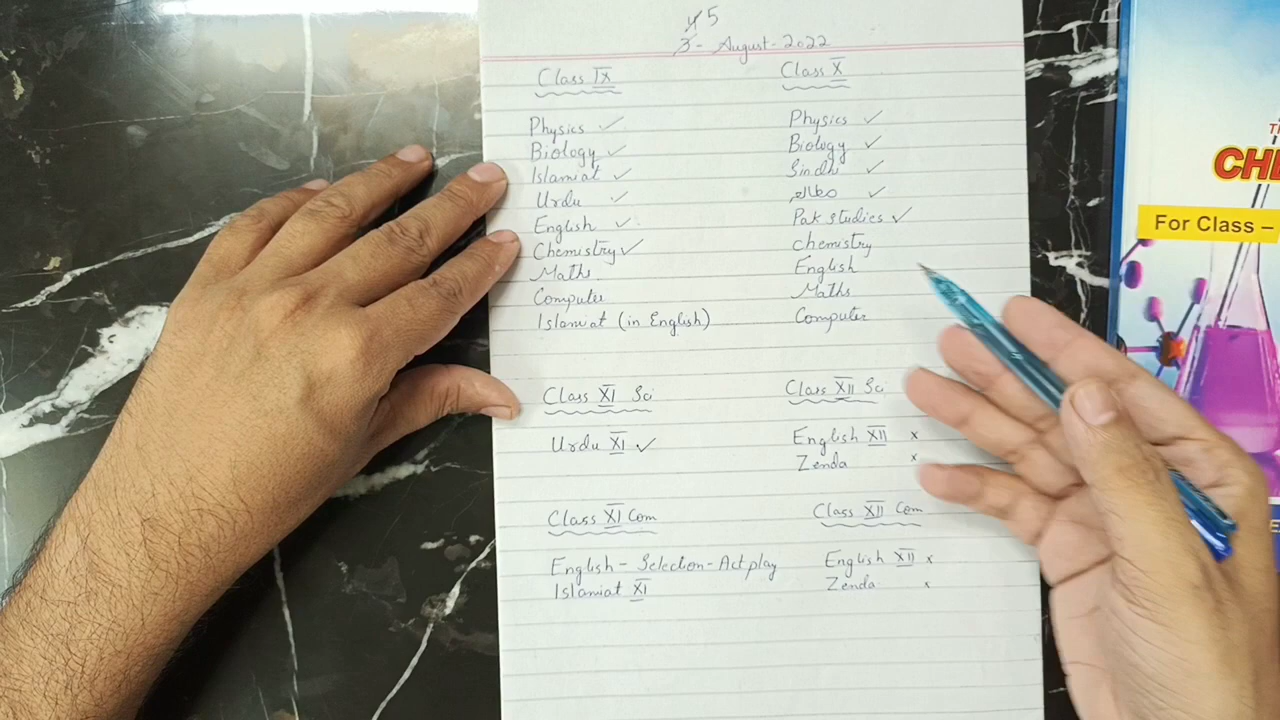 5
3 - August - 2022
Class IX
Physics ✓
Biology ✓
Islamiat ✓
Urdu ✓
English ✓
Chemistry ✓
Maths
Computer
Islamiat (in English)
Class X
Physics ✓
Biology ✓
Sindhi ✓
✓
Pak studies ✓
Chemistry
English
Maths
Computer
Class XI Sci
Urdu XI ✓
Class XII Sci
English XII ×
Zenda ×
Class XI Com
English - Selection - Act play
Islamiat XI
Class XII Com
English XII ×
Zenda ×
For Class –